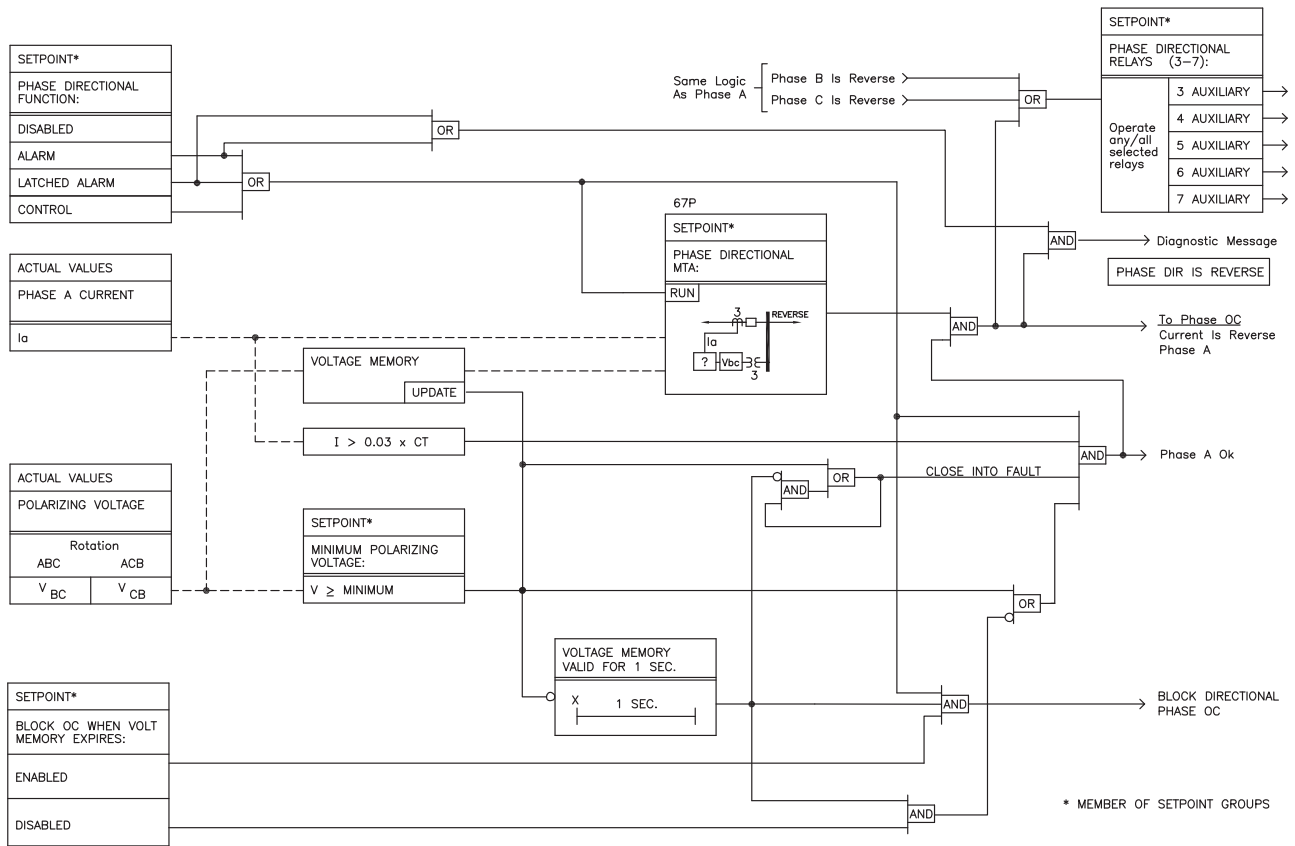 SETPOINT*
PHASE DIRECTIONAL
FUNCTION:
DISABLED
ALARM
LATCHED ALARM
CONTROL
OR
OR
Same Logic
As Phase A
Phase B Is Reverse
Phase C Is Reverse
OR
SETPOINT*
PHASE DIRECTIONAL
RELAYS (3-7):
Operate
any/all
selected
relays
3 AUXILIARY
4 AUXILIARY
5 AUXILIARY
6 AUXILIARY
7 AUXILIARY
ACTUAL VALUES
PHASE A CURRENT
Ia
67P
SETPOINT*
PHASE DIRECTIONAL
MTA:
RUN
3
REVERSE
Ia
?
Vbc
3
AND
Diagnostic Message
PHASE DIR IS REVERSE
AND
To Phase OC
Current Is Reverse
Phase A
VOLTAGE MEMORY
UPDATE
I > 0.03 x CT
AND
Phase A Ok
ACTUAL VALUES
POLARIZING VOLTAGE
Rotation
ABC ACB
V BC V CB
SETPOINT*
MINIMUM POLARIZING
VOLTAGE:
V ≥ MINIMUM
AND
OR
CLOSE INTO FAULT
OR
VOLTAGE MEMORY
VALID FOR 1 SEC.
X 1 SEC.
AND
BLOCK DIRECTIONAL
PHASE OC
SETPOINT*
BLOCK OC WHEN VOLT
MEMORY EXPIRES:
ENABLED
DISABLED
AND
* MEMBER OF SETPOINT GROUPS